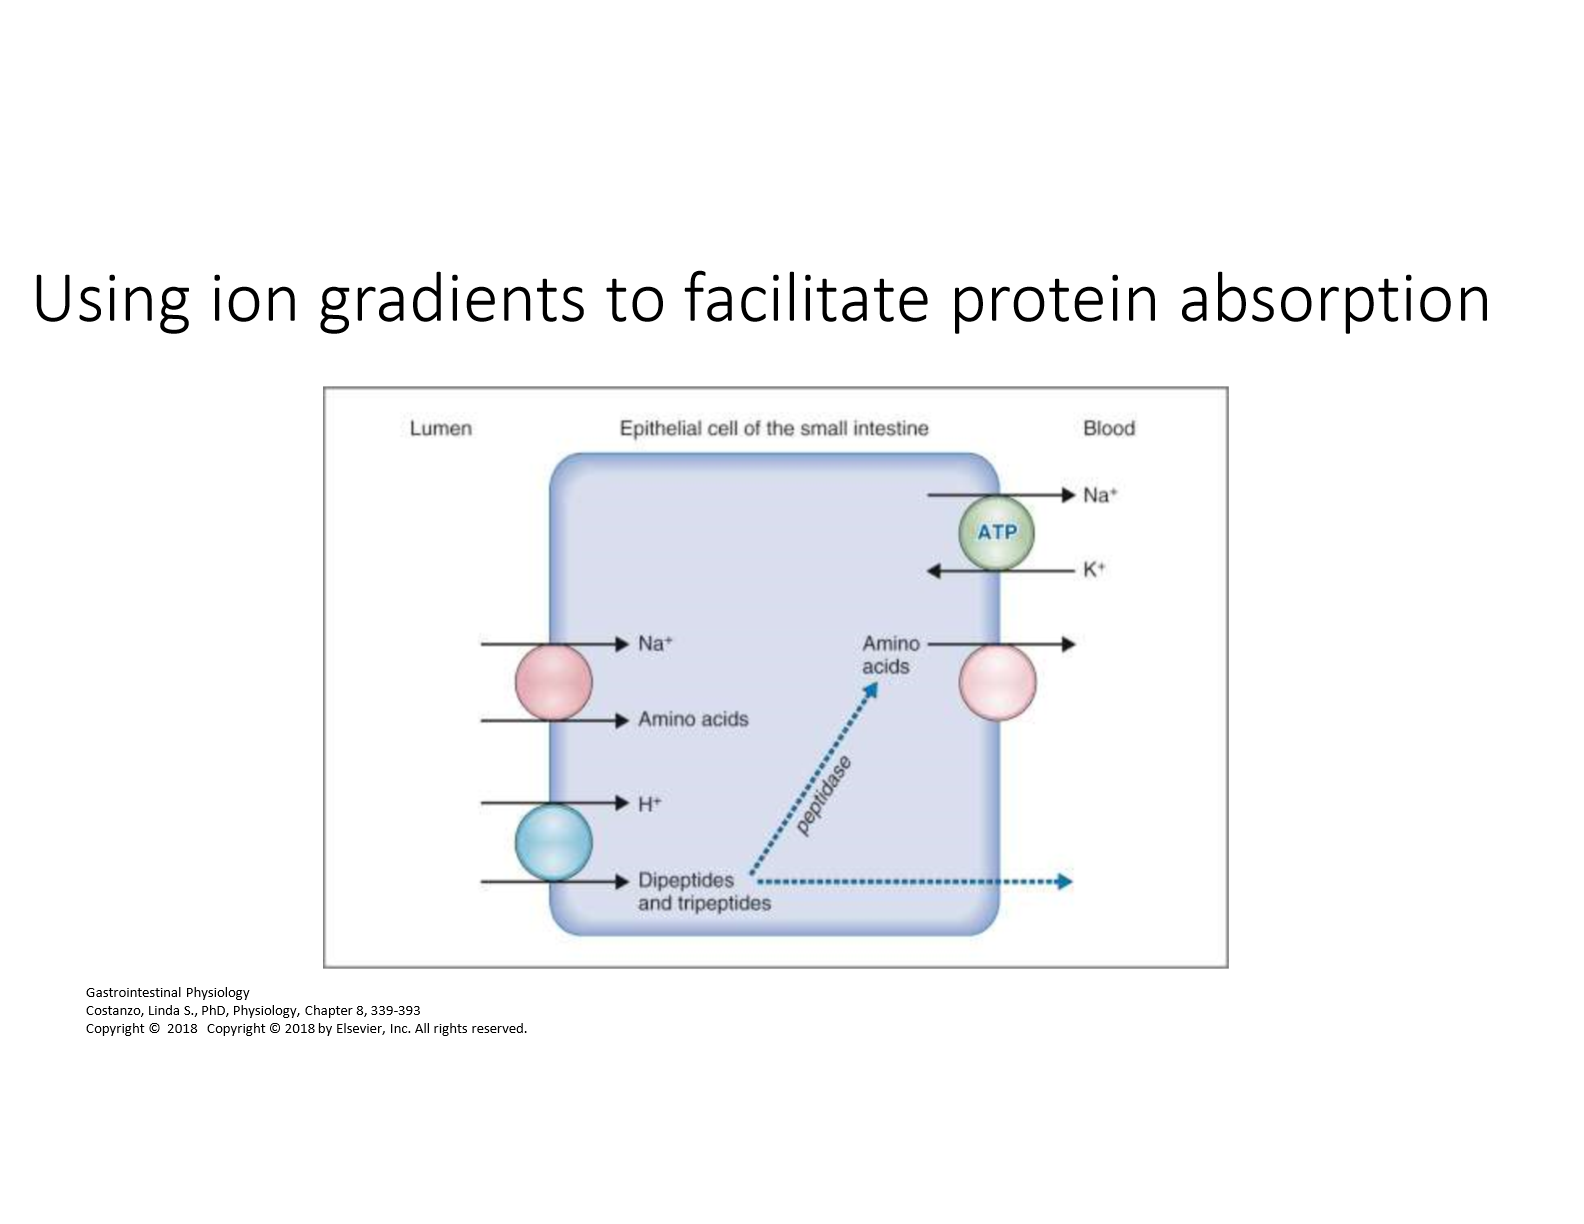 Using ion gradients to facilitate protein absorption
Lumen
Epithelial cell of the small intestine
Blood
Na⁺
ATP
K⁺
Na⁺
Amino
acids
Amino acids
peptidase
H⁺
Dipeptides
and tripeptides
Gastrointestinal Physiology
Costanzo, Linda S., PhD, Physiology, Chapter 8, 339-393
Copyright © 2018 Copyright © 2018 by Elsevier, Inc. All rights reserved.